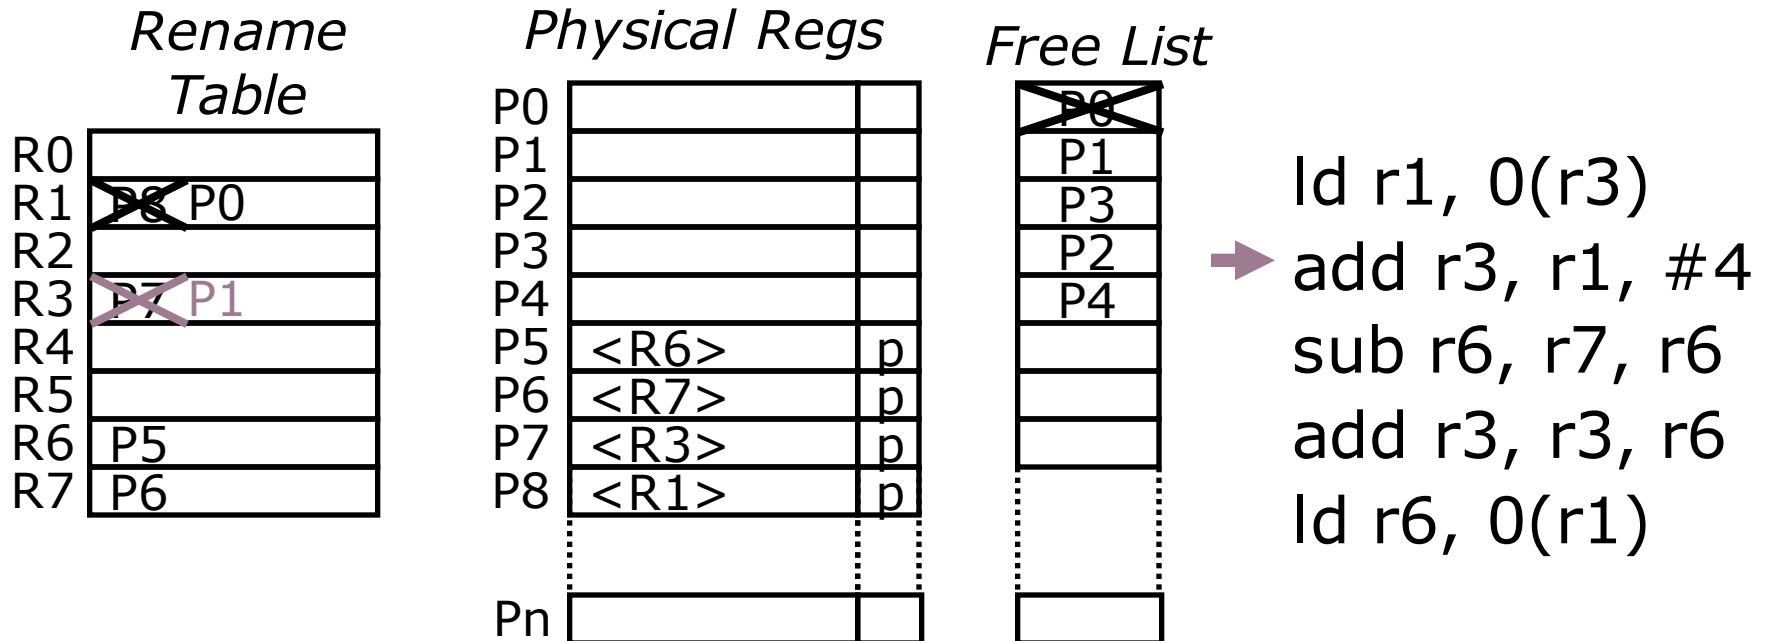 Rename
Table
R0
R1 P8 P0
R2
R3 P7 P1
R4
R5
R6 P5
R7 P6
Physical Regs
P0
P1
P2
P3
P4
P5 <R6> p
P6 <R7> p
P7 <R3> p
P8 <R1> p
Pn
Free List
P0
P1
P3
P2
P4
ld r1, 0(r3)
add r3, r1, #4
sub r6, r7, r6
add r3, r3, r6
ld r6, 0(r1)